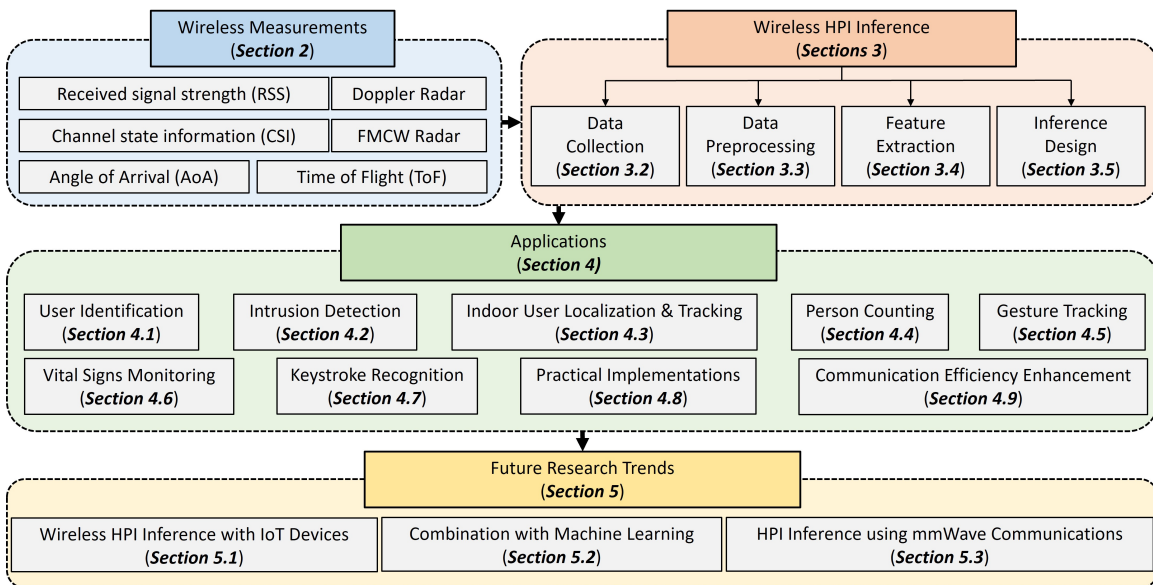 Wireless Measurements
(Section 2)
Received signal strength (RSS)
Doppler Radar
Channel state information (CSI)
FMCW Radar
Angle of Arrival (AoA)
Time of Flight (ToF)
Wireless HPI Inference
(Sections 3)
Data
Collection
(Section 3.2)
Data
Preprocessing
(Section 3.3)
Feature
Extraction
(Section 3.4)
Inference
Design
(Section 3.5)
Applications
(Section 4)
User Identification
(Section 4.1)
Intrusion Detection
(Section 4.2)
Indoor User Localization & Tracking
(Section 4.3)
Person Counting
(Section 4.4)
Gesture Tracking
(Section 4.5)
Vital Signs Monitoring
(Section 4.6)
Keystroke Recognition
(Section 4.7)
Practical Implementations
(Section 4.8)
Communication Efficiency Enhancement
(Section 4.9)
Future Research Trends
(Section 5)
Wireless HPI Inference with IoT Devices
(Section 5.1)
Combination with Machine Learning
(Section 5.2)
HPI Inference using mmWave Communications
(Section 5.3)